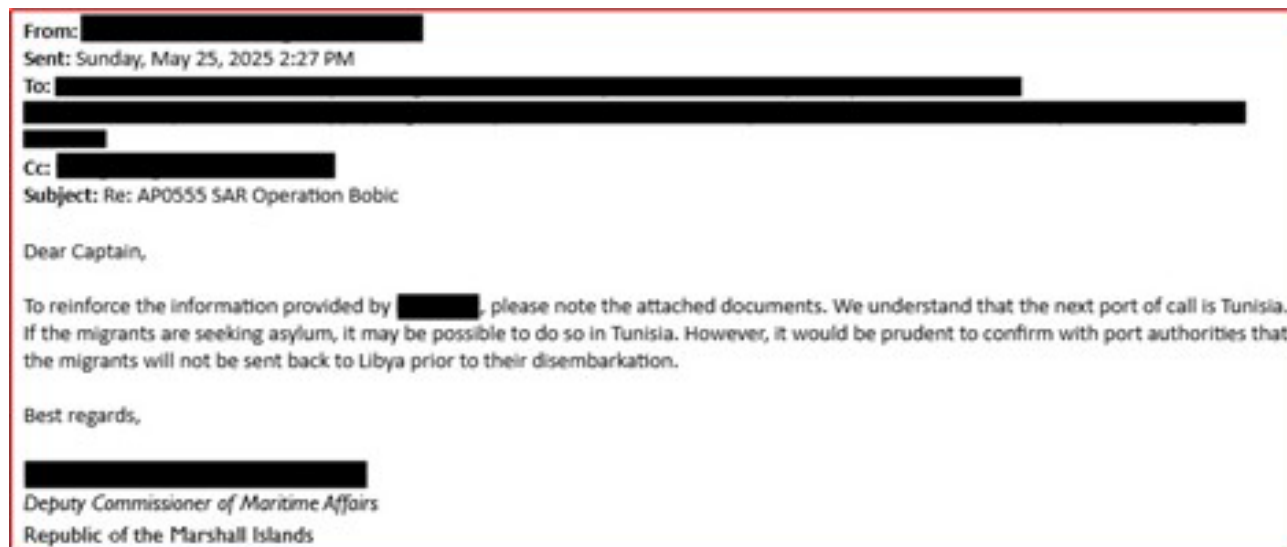 From:
Sent: Sunday, May 25, 2025 2:27 PM
To:
Cc:
Subject: Re: AP0555 SAR Operation Bobic
Dear Captain,
To reinforce the information provided by , please note the attached documents. We understand that the next port of call is Tunisia.
If the migrants are seeking asylum, it may be possible to do so in Tunisia. However, it would be prudent to confirm with port authorities that
the migrants will not be sent back to Libya prior to their disembarkation.
Best regards,
Deputy Commissioner of Maritime Affairs
Republic of the Marshall Islands